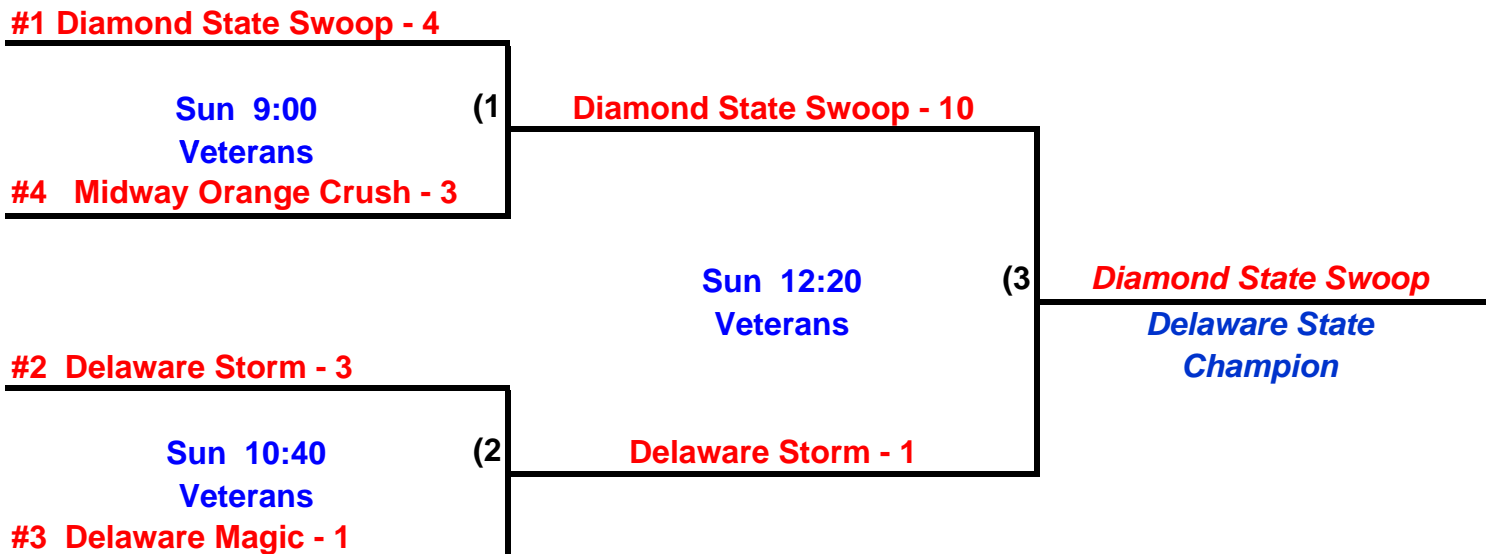 #1 Diamond State Swoop - 4
Sun 9:00
Veterans
(1
#4 Midway Orange Crush - 3
Diamond State Swoop - 10
Sun 12:20
Veterans
(3
Diamond State Swoop
Delaware State
Champion
#2 Delaware Storm - 3
Sun 10:40
Veterans
(2
#3 Delaware Magic - 1
Delaware Storm - 1